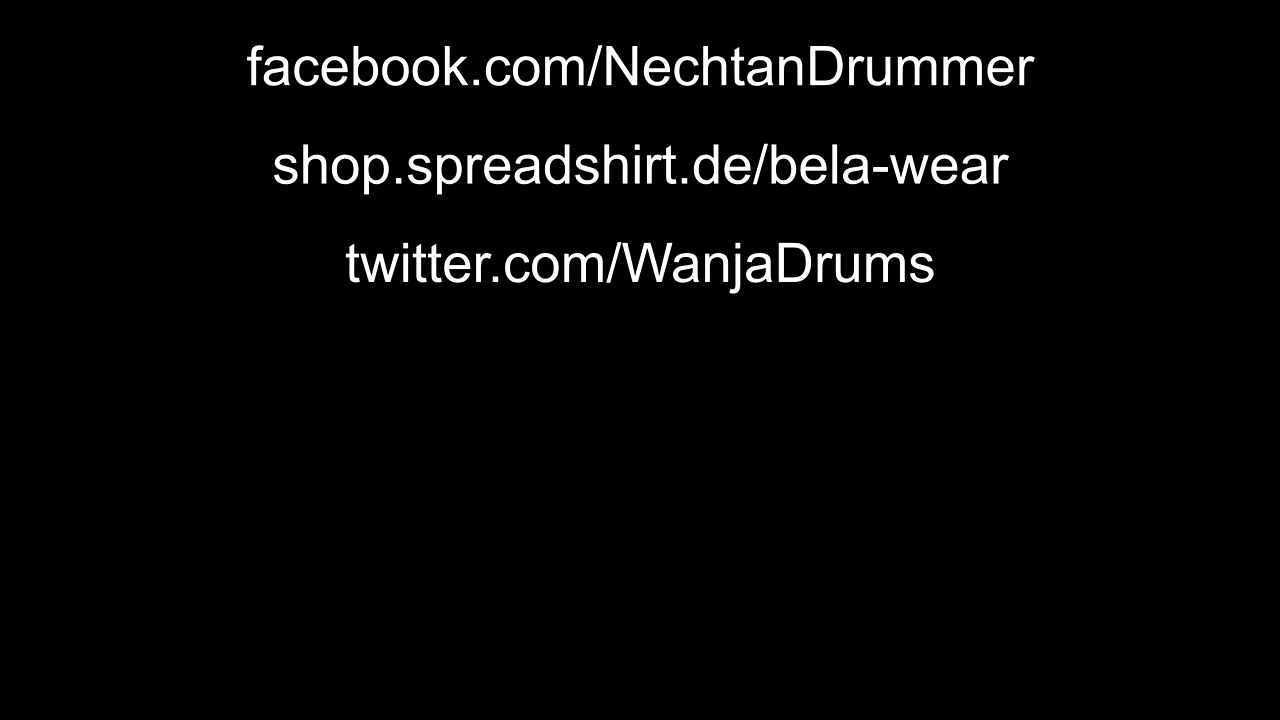 facebook.com/NechtanDrummer
shop.spreadshirt.de/bela-wear
twitter.com/WanjaDrums